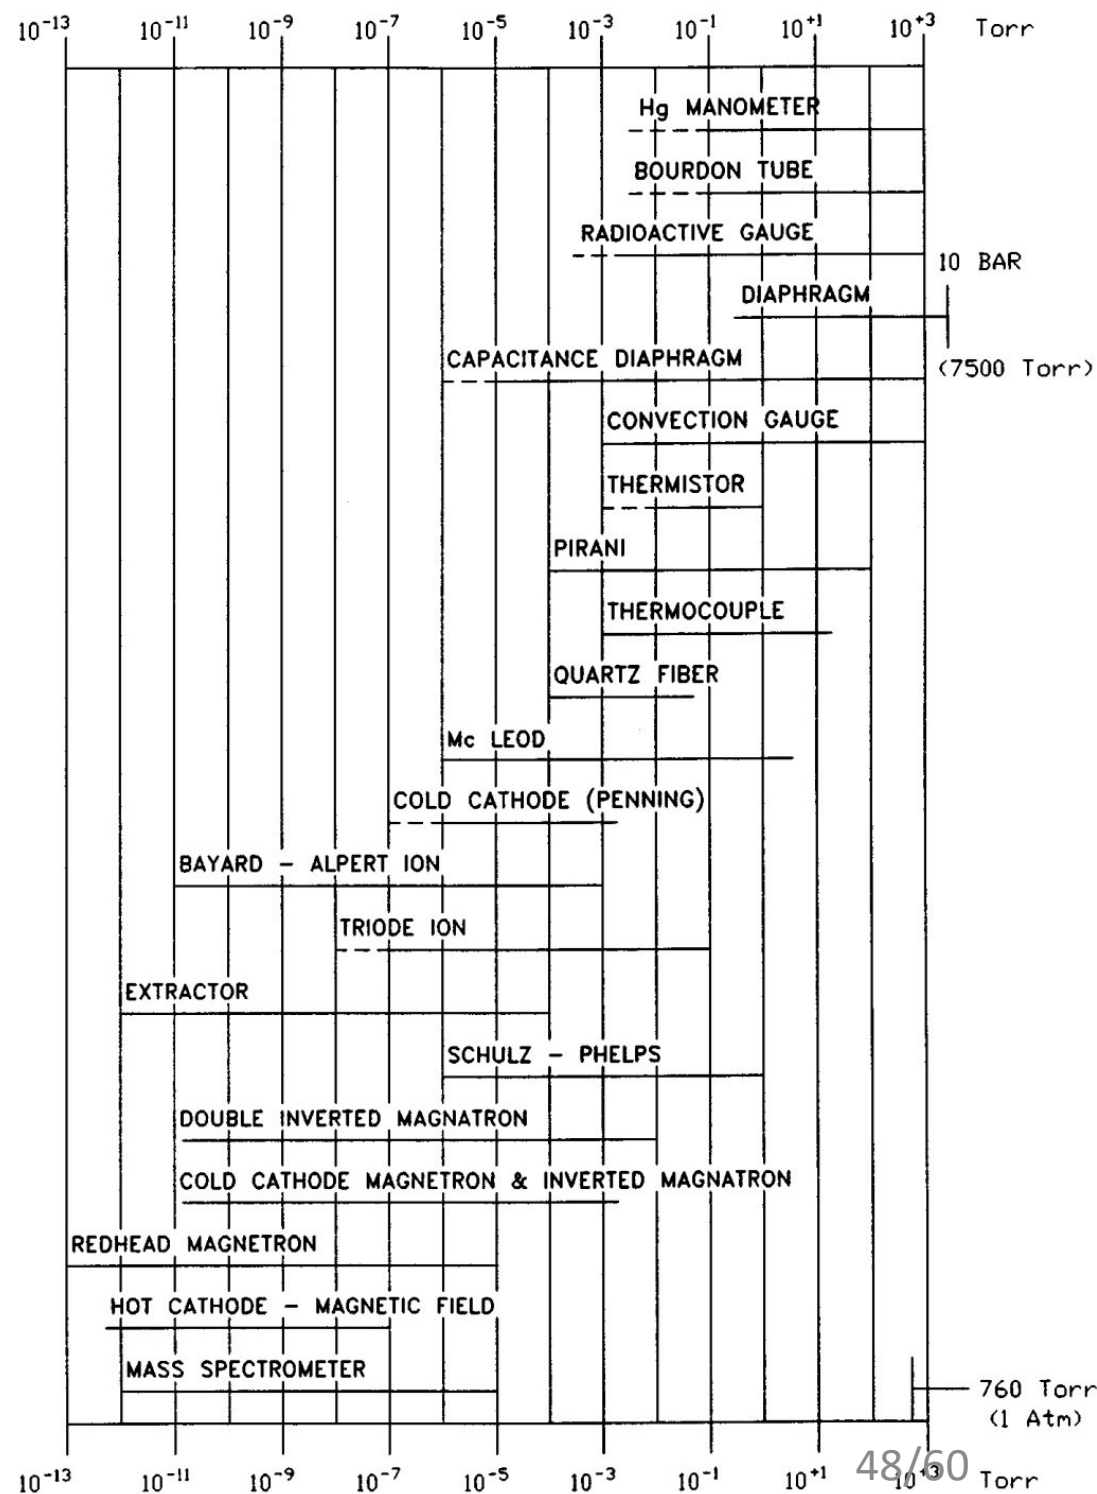 10⁻¹³ 10⁻¹¹ 10⁻⁹ 10⁻⁷ 10⁻⁵ 10⁻³ 10⁻¹ 10⁺¹ 10⁺³ Torr
Hg MANOMETER
BOURDON TUBE
RADIOACTIVE GAUGE
10 BAR
DIAPHRAGM
CAPACITANCE DIAPHRAGM
(7500 Torr)
CONVECTION GAUGE
THERMISTOR
PIRANI
THERMOCOUPLE
QUARTZ FIBER
Mc LEOD
COLD CATHODE (PENNING)
BAYARD - ALPERT ION
TRIODE ION
EXTRACTOR
SCHULZ - PHELPS
DOUBLE INVERTED MAGNATRON
COLD CATHODE MAGNETRON & INVERTED MAGNATRON
REDHEAD MAGNETRON
HOT CATHODE - MAGNETIC FIELD
MASS SPECTROMETER
760 Torr
(1 Atm)
48/60
10⁻¹³ 10⁻¹¹ 10⁻⁹ 10⁻⁷ 10⁻⁵ 10⁻³ 10⁻¹ 10⁺¹ 10⁺³ Torr